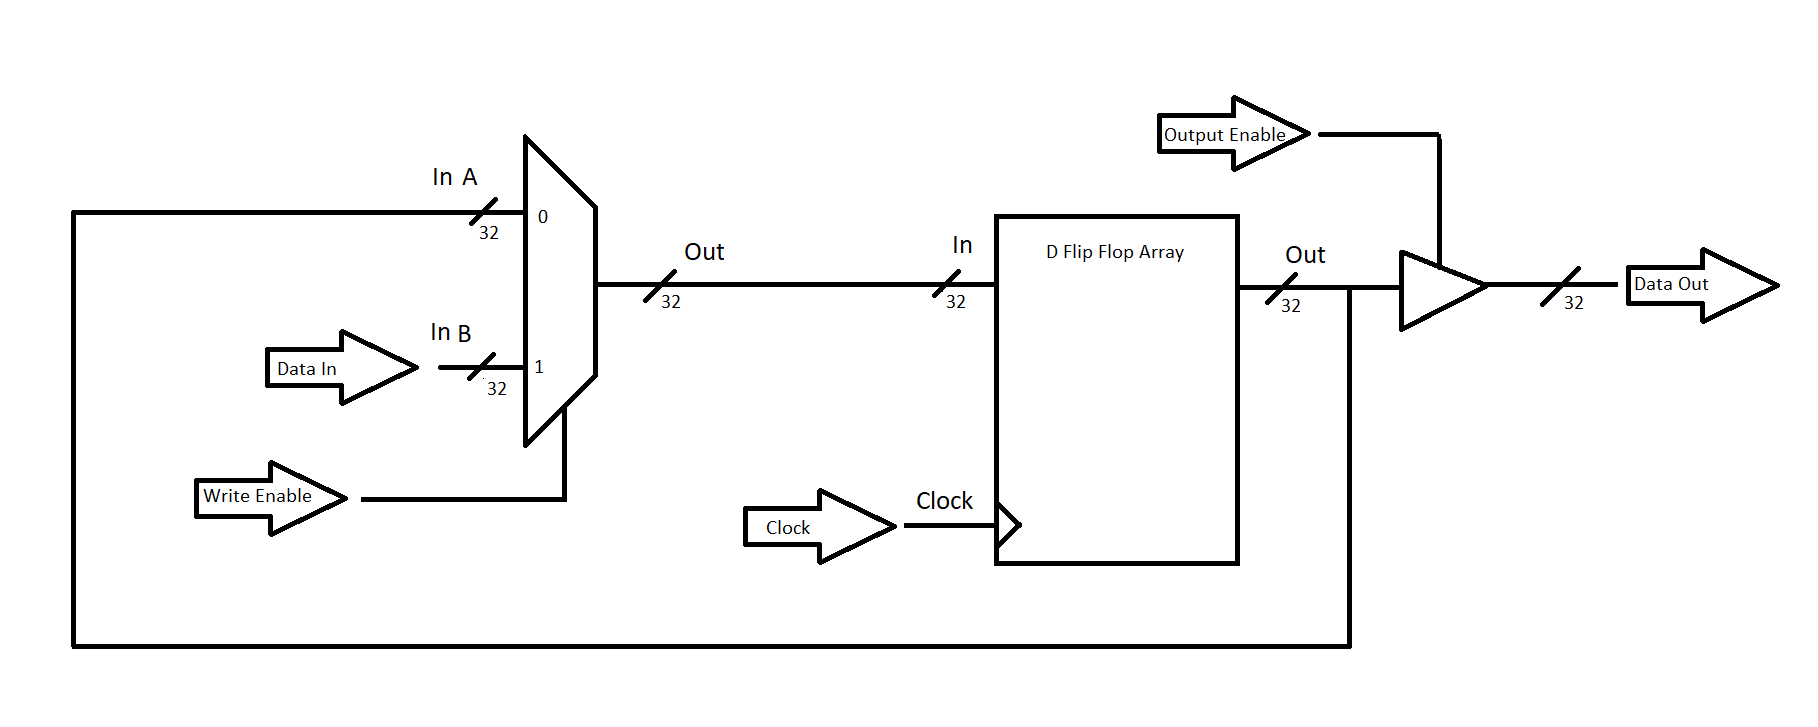 Output Enable
In A
32
0
Out
32
In
32
D Flip Flop Array
Out
32
Data Out
32
In B
Data In
32
1
Write Enable
Clock
Clock